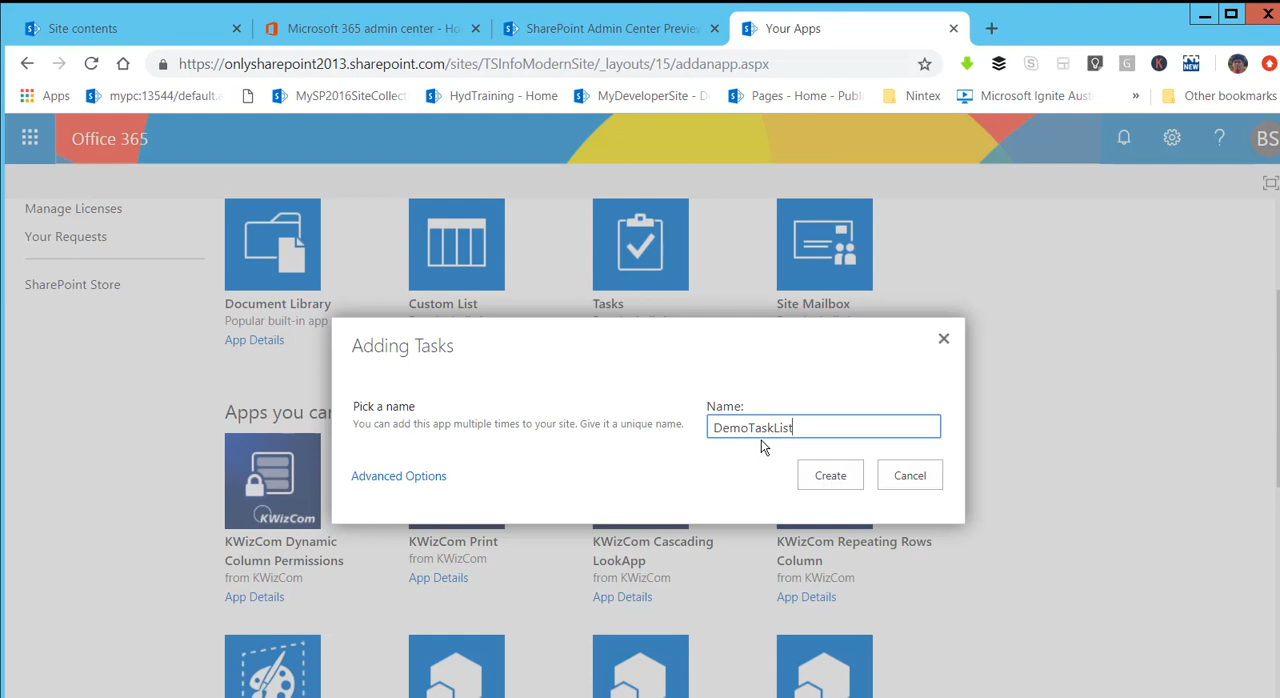 Site contents
Microsoft 365 admin center - Ho
SharePoint Admin Center Preview
Your Apps
https://onlysharepoint2013.sharepoint.com/sites/TSInfoModernSite/_layouts/15/addanapp.aspx
Apps
mypc:13544/default.a
MySP2016SiteCollect
HydTraining - Home
MyDeveloperSite - De
Pages - Home - Publi
Nintex
Microsoft Ignite Aust
»
Other bookmarks
NEW
Office 365
BS
Manage Licenses
Your Requests
SharePoint Store
Document Library
Popular built-in app
App Details
Custom List
Tasks
Site Mailbox
Adding Tasks
Pick a name
You can add this app multiple times to your site. Give it a unique name.
Name:
DemoTaskList
Advanced Options
Create
Cancel
Apps you can
KWizCom
KWizCom Dynamic
Column Permissions
from KWizCom
App Details
KWizCom Print
from KWizCom
App Details
KWizCom Cascading
LookApp
from KWizCom
App Details
KWizCom Repeating Rows
Column
from KWizCom
App Details